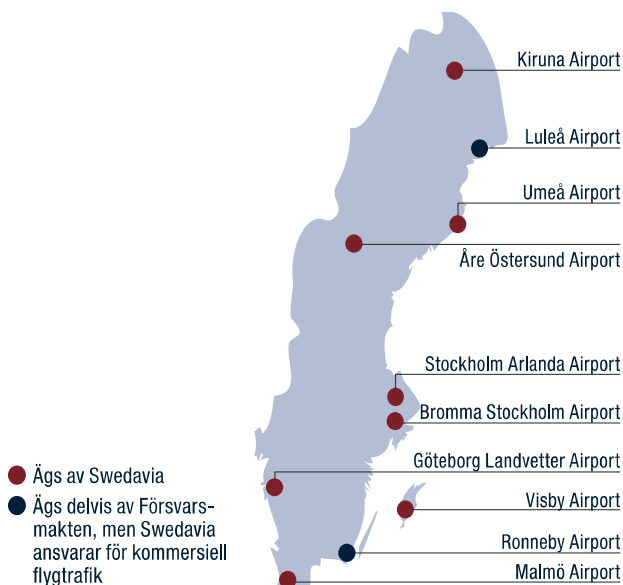 Kiruna Airport
Luleå Airport
Umeå Airport
Åre Östersund Airport
Stockholm Arlanda Airport
Bromma Stockholm Airport
Göteborg Landvetter Airport
Visby Airport
Ronneby Airport
Malmö Airport
Ägs av Swedavia
Ägs delvis av Försvars-
makten, men Swedavia
ansvarar för kommersiell
flygtrafik